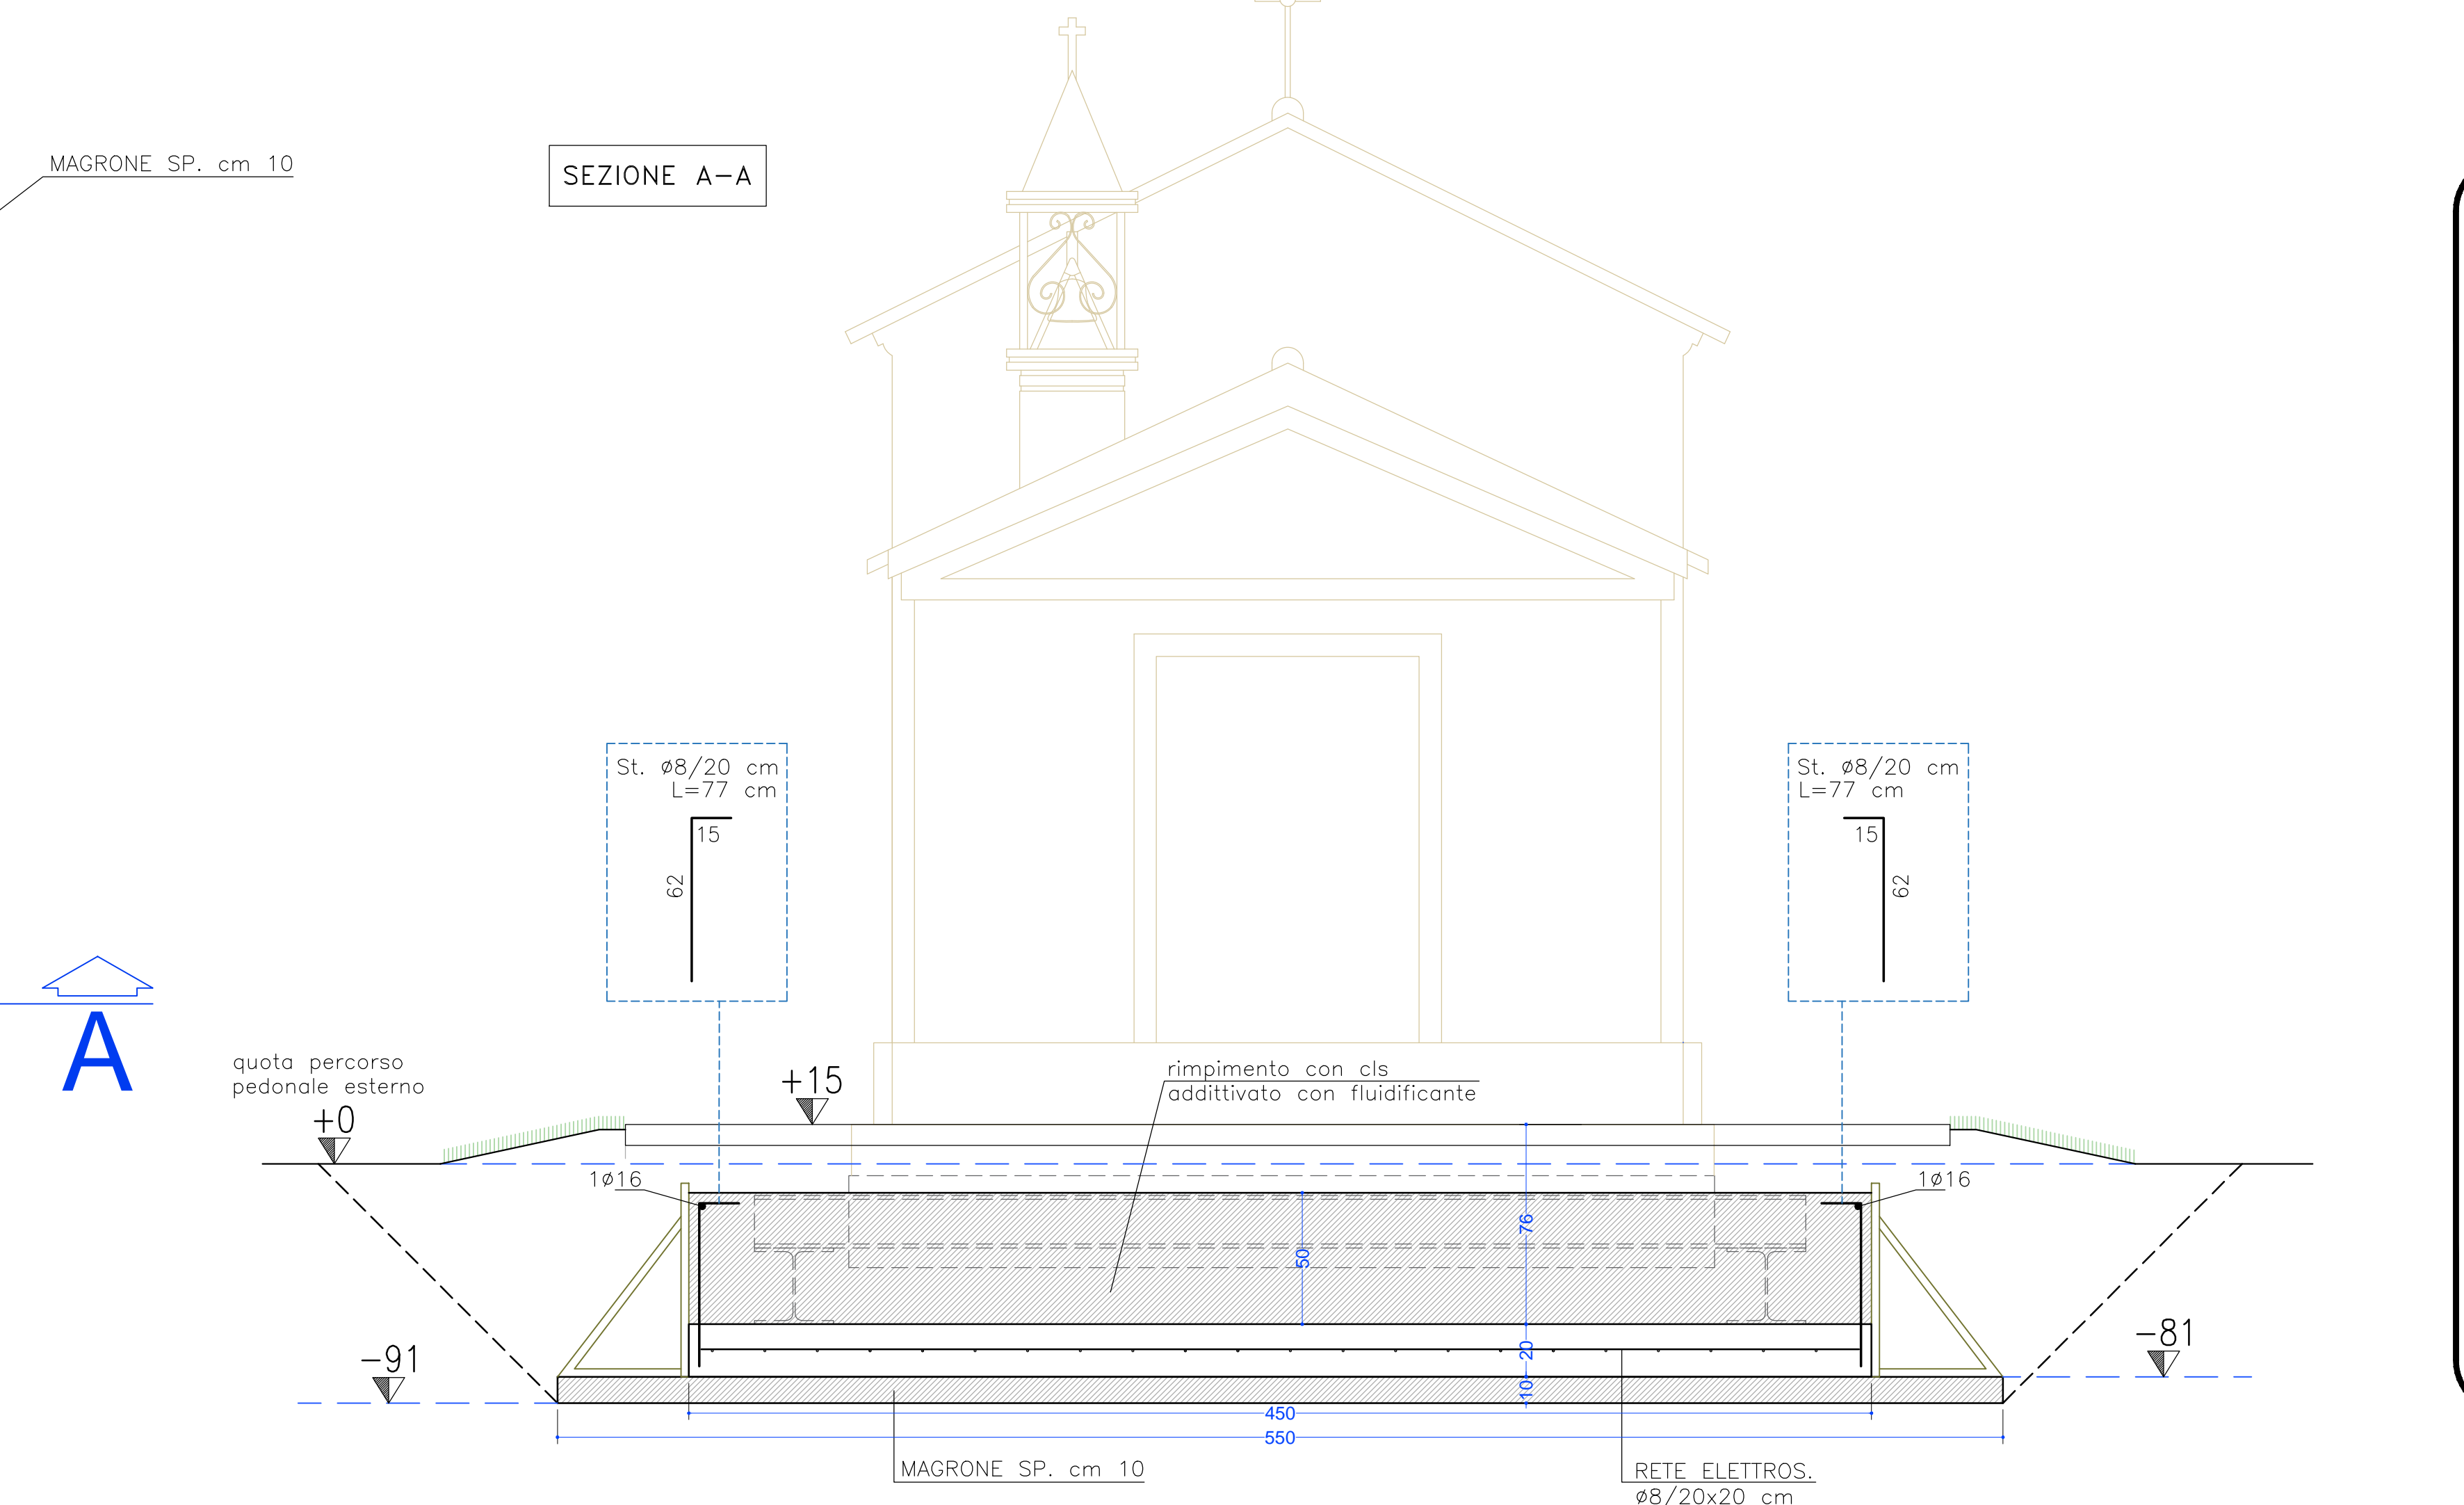 MAGRONE SP. cm 10
SEZIONE A-A
St. ø8/20 cm
L=77 cm
15
62
St. ø8/20 cm
L=77 cm
15
62
A
quota percorso
pedonale esterno
+0
+15
rimpimento con cls
addittivato con fluidificante
1ø16
1ø16
76
50
-91
-81
20
10
450
550
MAGRONE SP. cm 10
RETE ELETTROS.
ø8/20x20 cm